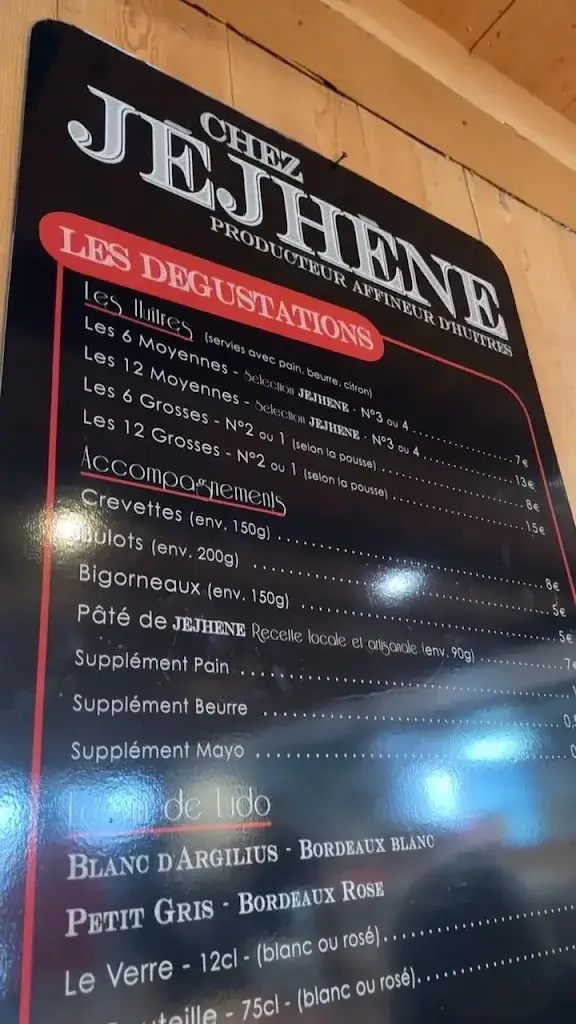 CHEZ
JÉJHÈNE
PRODUCTEUR AFFINEUR D'HUITRES
LES DEGUSTATIONS
Les Huitres (servies avec pain, beurre, citron)
Les 6 Moyennes - Sélection JEJHENE - N°3 ou 4 7€
Les 12 Moyennes - Sélection JEJHENE - N°3 ou 4 13€
Les 6 Grosses - N°2 ou 1 (selon la pousse) 8€
Les 12 Grosses - N°2 ou 1 (selon la pousse) 15€
Accompagnements
Crevettes (env. 150g) 8€
Bulots (env. 200g) 5€
Bigorneaux (env. 150g) 5€
Pâté de JEJHENE Recette locale et artisanale (env. 90g) 7€
Supplément Pain
Supplément Beurre
Supplément Mayo
de Ludo
BLANC D'ARGILIUS - BORDEAUX BLANC
PETIT GRIS - BORDEAUX ROSE
Le Verre - 12cl - (blanc ou rosé)
Bouteille - 75cl - (blanc ou rosé)